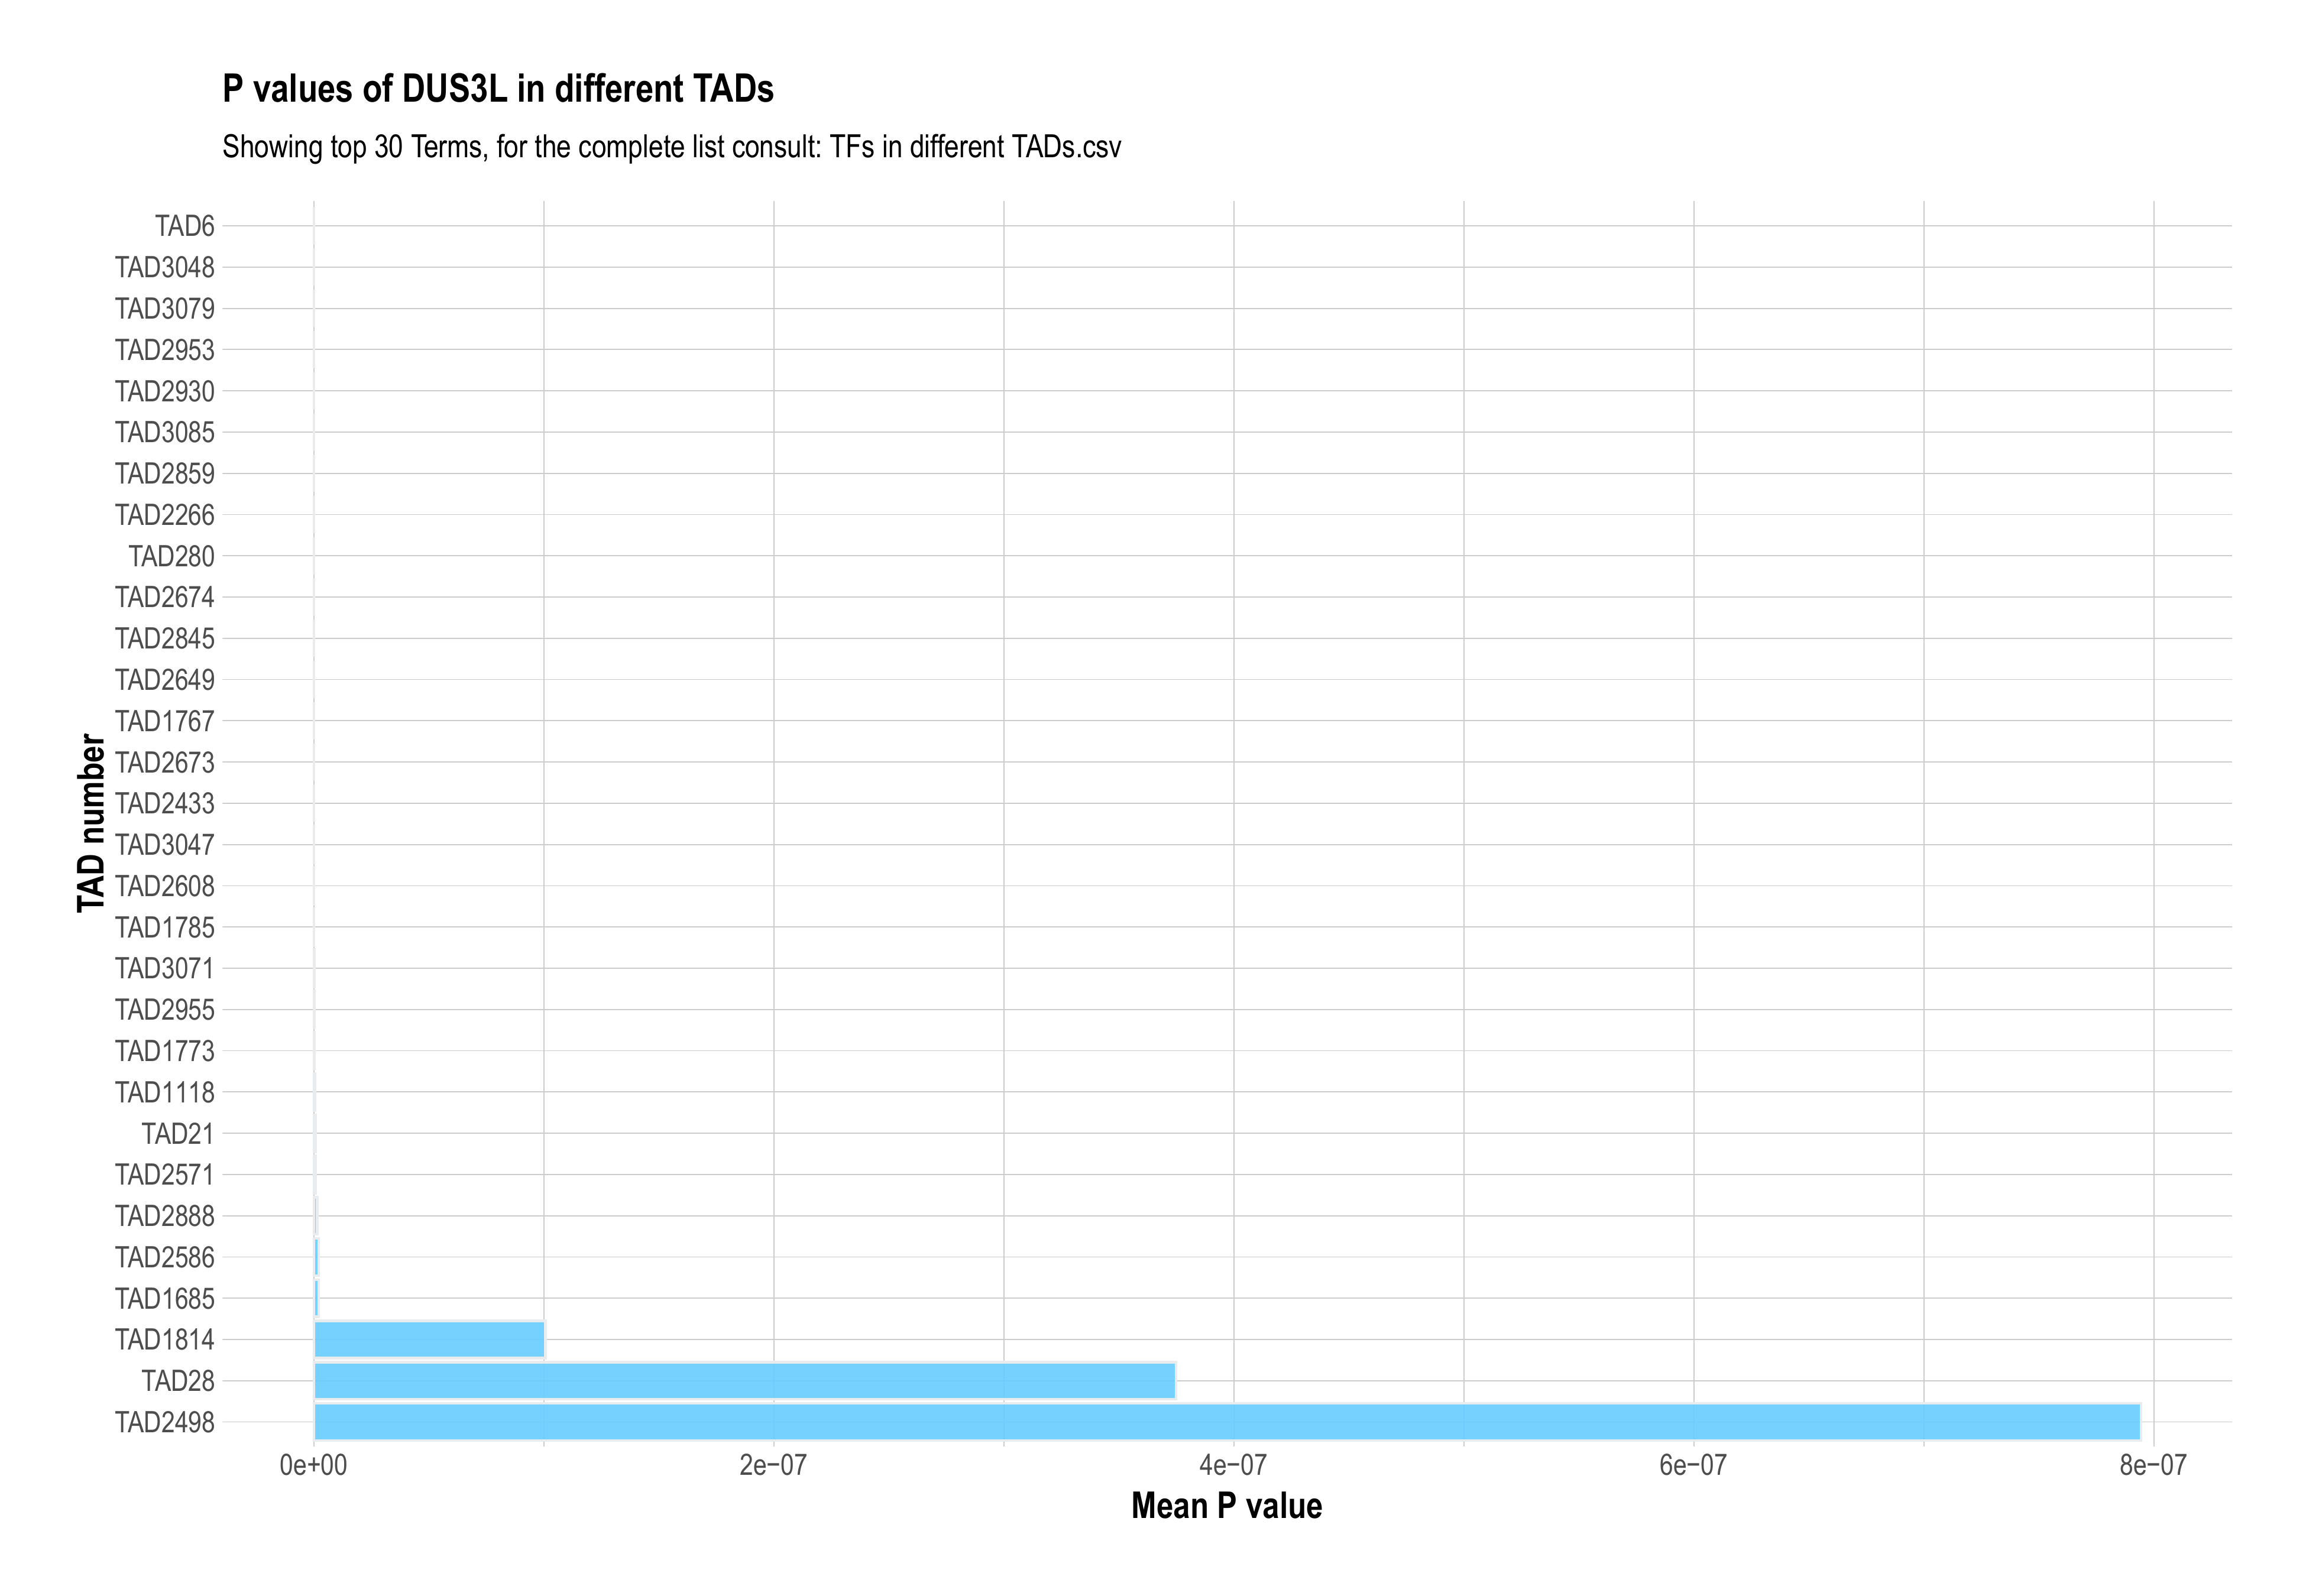 P values of DUS3L in different TADs
Showing top 30 Terms, for the complete list consult: TFs in different TADs.csv
TAD number
TAD6
TAD3048
TAD3079
TAD2953
TAD2930
TAD3085
TAD2859
TAD2266
TAD280
TAD2674
TAD2845
TAD2649
TAD1767
TAD2673
TAD2433
TAD3047
TAD2608
TAD1785
TAD3071
TAD2955
TAD1773
TAD1118
TAD21
TAD2571
TAD2888
TAD2586
TAD1685
TAD1814
TAD28
TAD2498
0e+00 2e−07 4e−07 6e−07 8e−07
Mean P value